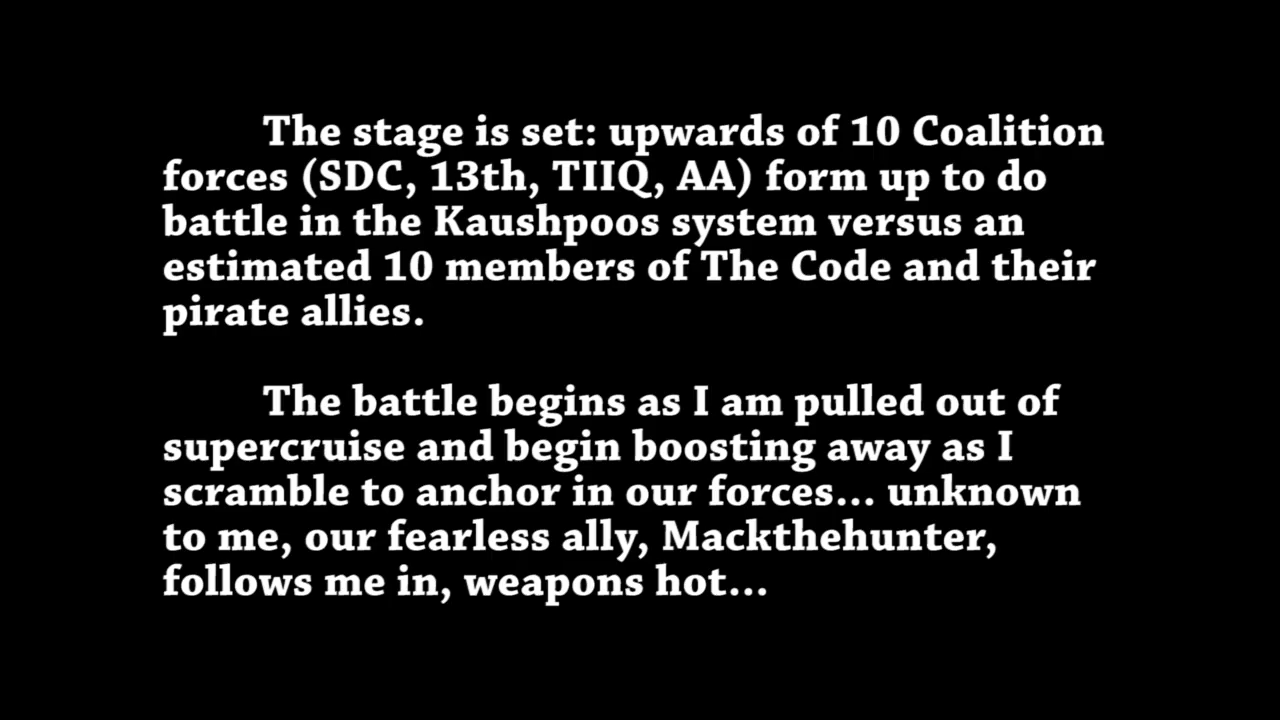 The stage is set: upwards of 10 Coalition
forces (SDC, 13th, TIIQ, AA) form up to do
battle in the Kaushpoos system versus an
estimated 10 members of The Code and their
pirate allies.
The battle begins as I am pulled out of
supercruise and begin boosting away as I
scramble to anchor in our forces... unknown
to me, our fearless ally, Mackthehunter,
follows me in, weapons hot...